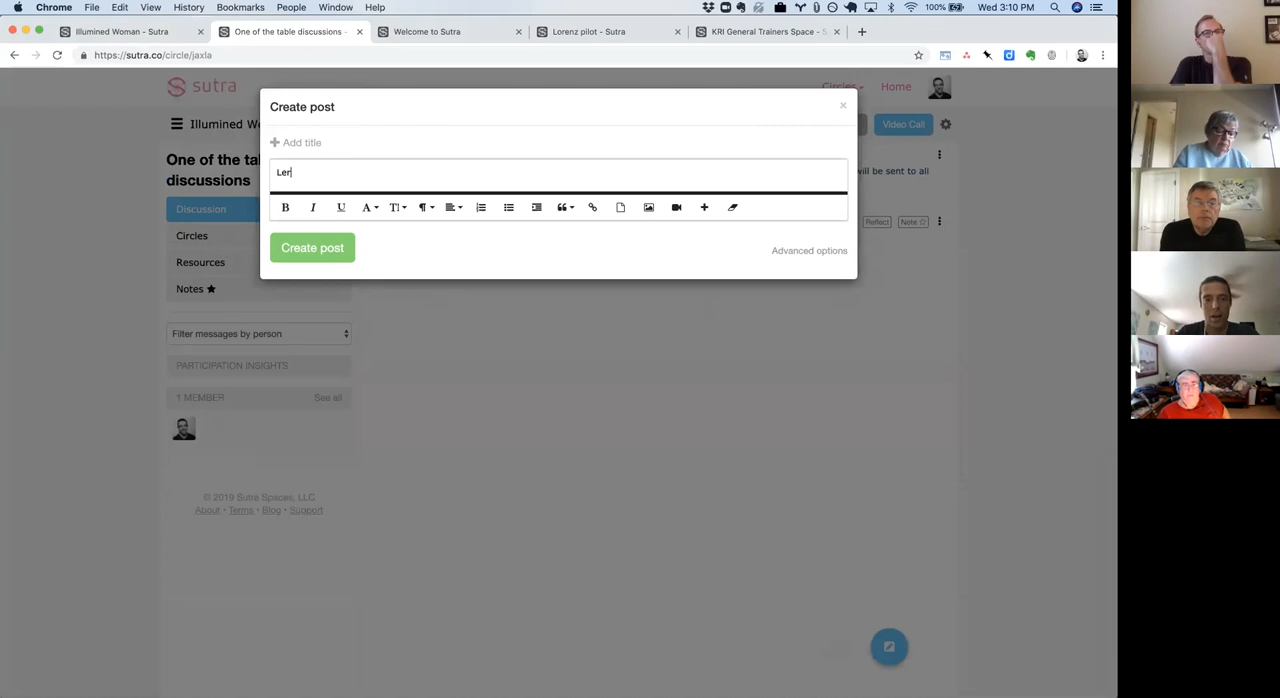 Chrome File Edit View History Bookmarks People Window Help 100% Wed 3:10 PM
Illumined Woman - Sutra One of the table discussions - Welcome to Sutra Lorenz pilot - Sutra KRI General Trainers Space - S
https://sutra.co/circle/jaxla
sutra Circles Home
Create post
Illumined Wo Video Call
Add title
One of the tal
discussions
Ler
will be sent to all
Discussion
B I U A T! ¶
Reflect Note
Circles
Create post Advanced options
Resources
Notes
Filter messages by person
PARTICIPATION INSIGHTS
1 MEMBER See all
© 2019 Sutra Spaces, LLC
About • Terms • Blog • Support